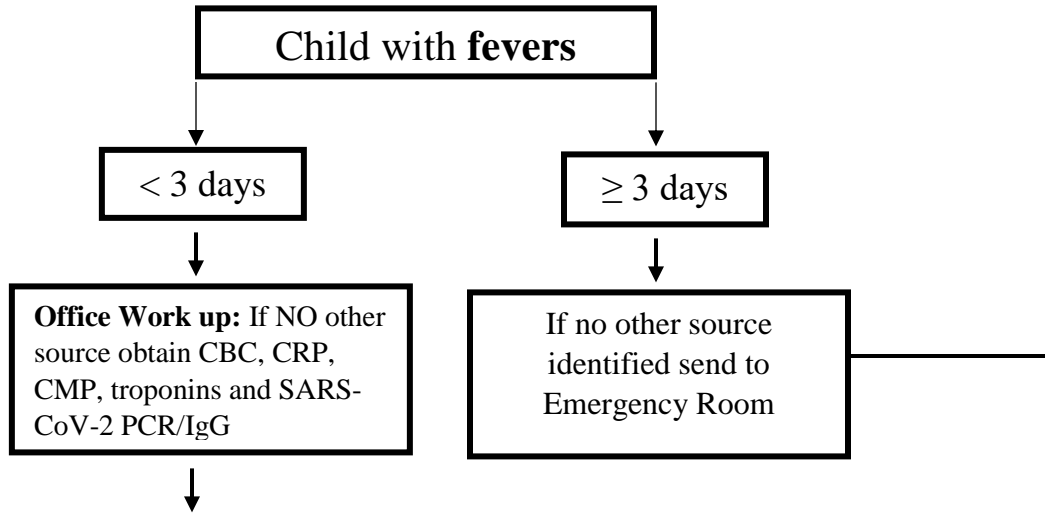 Child with fevers
< 3 days
≥ 3 days
Office Work up: If NO other
source obtain CBC, CRP,
CMP, troponins and SARS-
CoV-2 PCR/IgG
If no other source
identified send to
Emergency Room